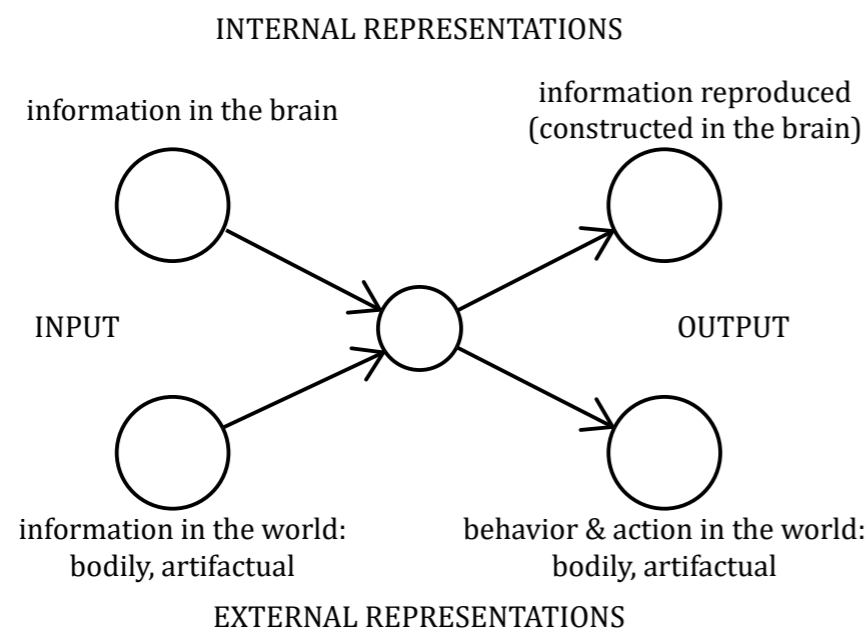 INTERNAL REPRESENTATIONS
information in the brain
information reproduced
(constructed in the brain)
INPUT
OUTPUT
information in the world:
bodily, artifactual
behavior & action in the world:
bodily, artifactual
EXTERNAL REPRESENTATIONS